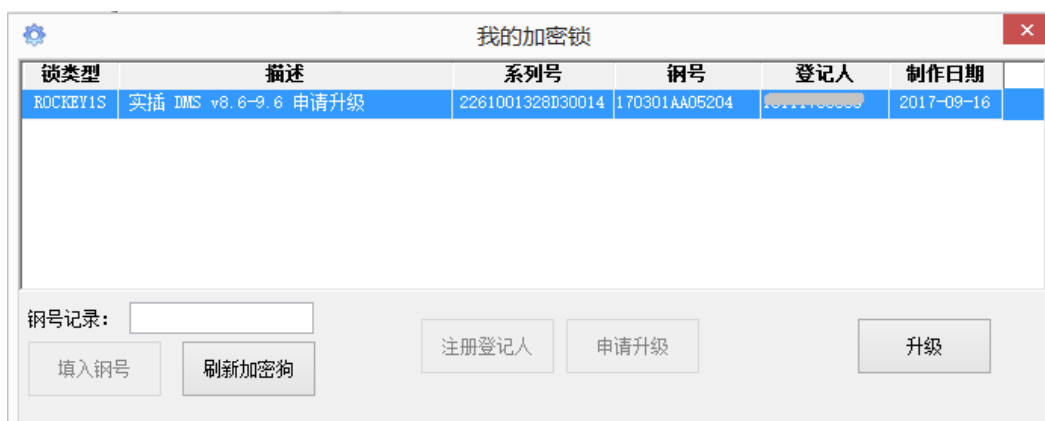 我的加密锁
锁类型 描述 系列号 钢号 登记人 制作日期
ROCKEY1S 实插 DMS v8.6-9.6 申请升级 2261001328D30014 170301AA05204 2017-09-16
钢号记录:
填入钢号 刷新加密狗 注册登记人 申请升级 升级